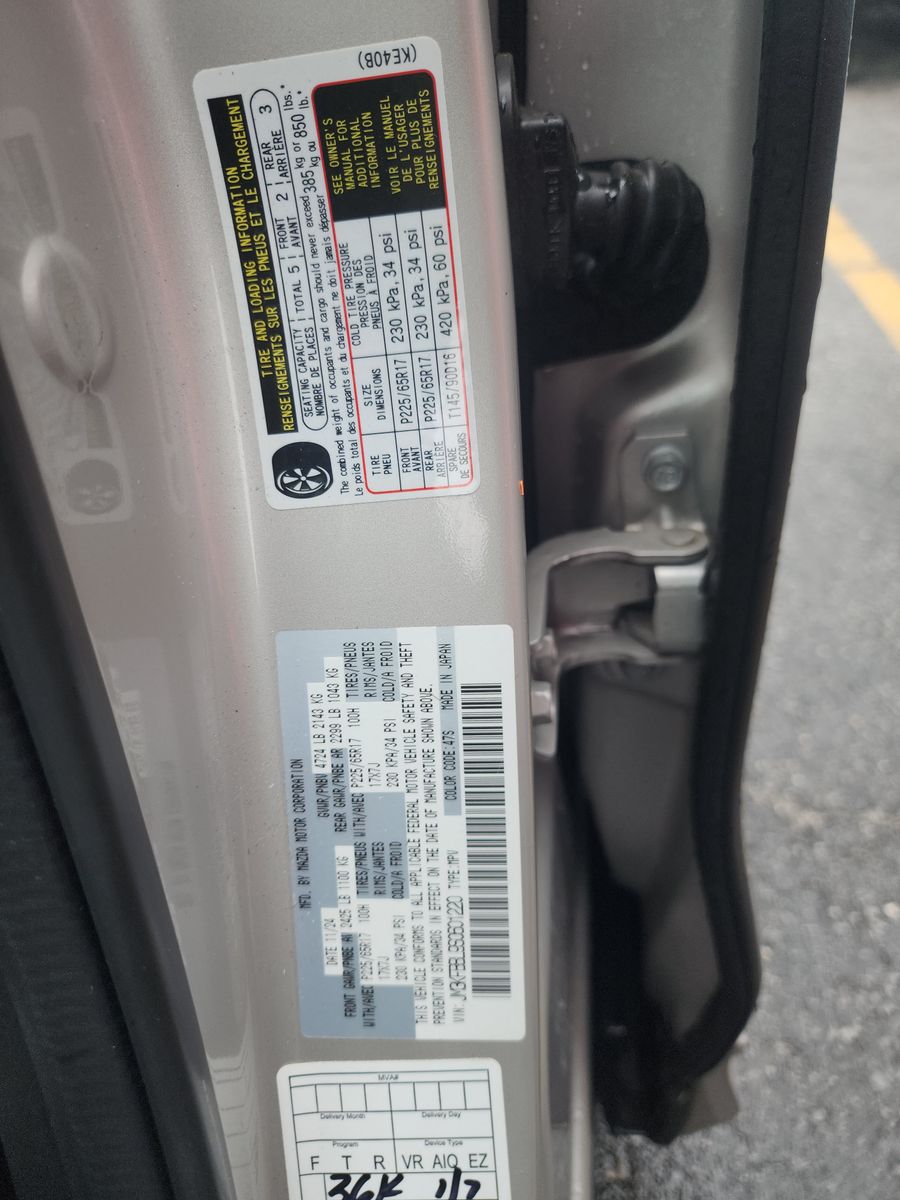 (KE40B)
TIRE AND LOADING INFORMATION
RENSEIGNEMENTS SUR LES PNEUS ET LE CHARGEMENT
SEATING CAPACITY TOTAL 5 FRONT 2 REAR 3
NOMBRE DE PLACES AVANT ARRIÈRE
The combined weight of occupants and cargo should never exceed 385 kg or 850 lbs.*
Le poids total des occupants et du chargement ne doit jamais dépasser kg ou lb.*
TIRE
PNEU
SIZE
DIMENSIONS
COLD TIRE PRESSURE
PRESSION DES
PNEUS À FROID
FRONT
AVANT
P225/65R17
230 kPa, 34 psi
REAR
ARRIÈRE
P225/65R17
230 kPa, 34 psi
SPARE
DE SECOURS
T145/90D16
420 kPa, 60 psi
SEE OWNER'S
MANUAL FOR
ADDITIONAL
INFORMATION
VOIR LE MANUEL
DE L'USAGER
POUR PLUS DE
RENSEIGNEMENTS
MFD. BY MAZDA MOTOR CORPORATION
DATE 11/24 GVWR/PNBV 4724 LB 2143 KG
FRONT GAWR/PNBE AV 2425 LB 1100 KG REAR GAWR/PNBE AR 2299 LB 1043 KG
WITH/AVEC P225/65R17 100H TIRES/PNEUS WITH/AVEC P225/65R17 100H TIRES/PNEUS
17X7J RIMS/JANTES 17X7J RIMS/JANTES
230 KPA/34 PSI COLD/A FROID 230 KPA/34 PSI COLD/A FROID
THIS VEHICLE CONFORMS TO ALL APPLICABLE FEDERAL MOTOR VEHICLE SAFETY AND THEFT
PREVENTION STANDARDS IN EFFECT ON THE DATE OF MANUFACTURE SHOWN ABOVE.
VIN: TYPE:MPV COLOR CODE:47S MADE IN JAPAN
MVA#
Delivery Month Delivery Day
Program Device Type
F T R VR AIO EZ
36K 1/7